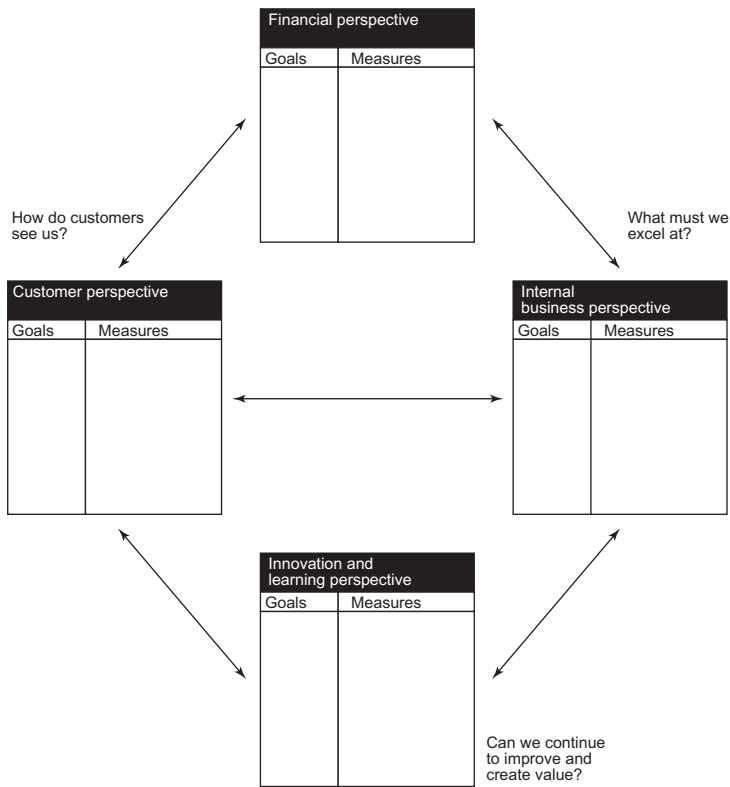 Financial perspective
Goals Measures
How do customers
see us?
What must we
excel at?
Customer perspective
Goals Measures
Internal
business perspective
Goals Measures
Innovation and
learning perspective
Goals Measures
Can we continue
to improve and
create value?